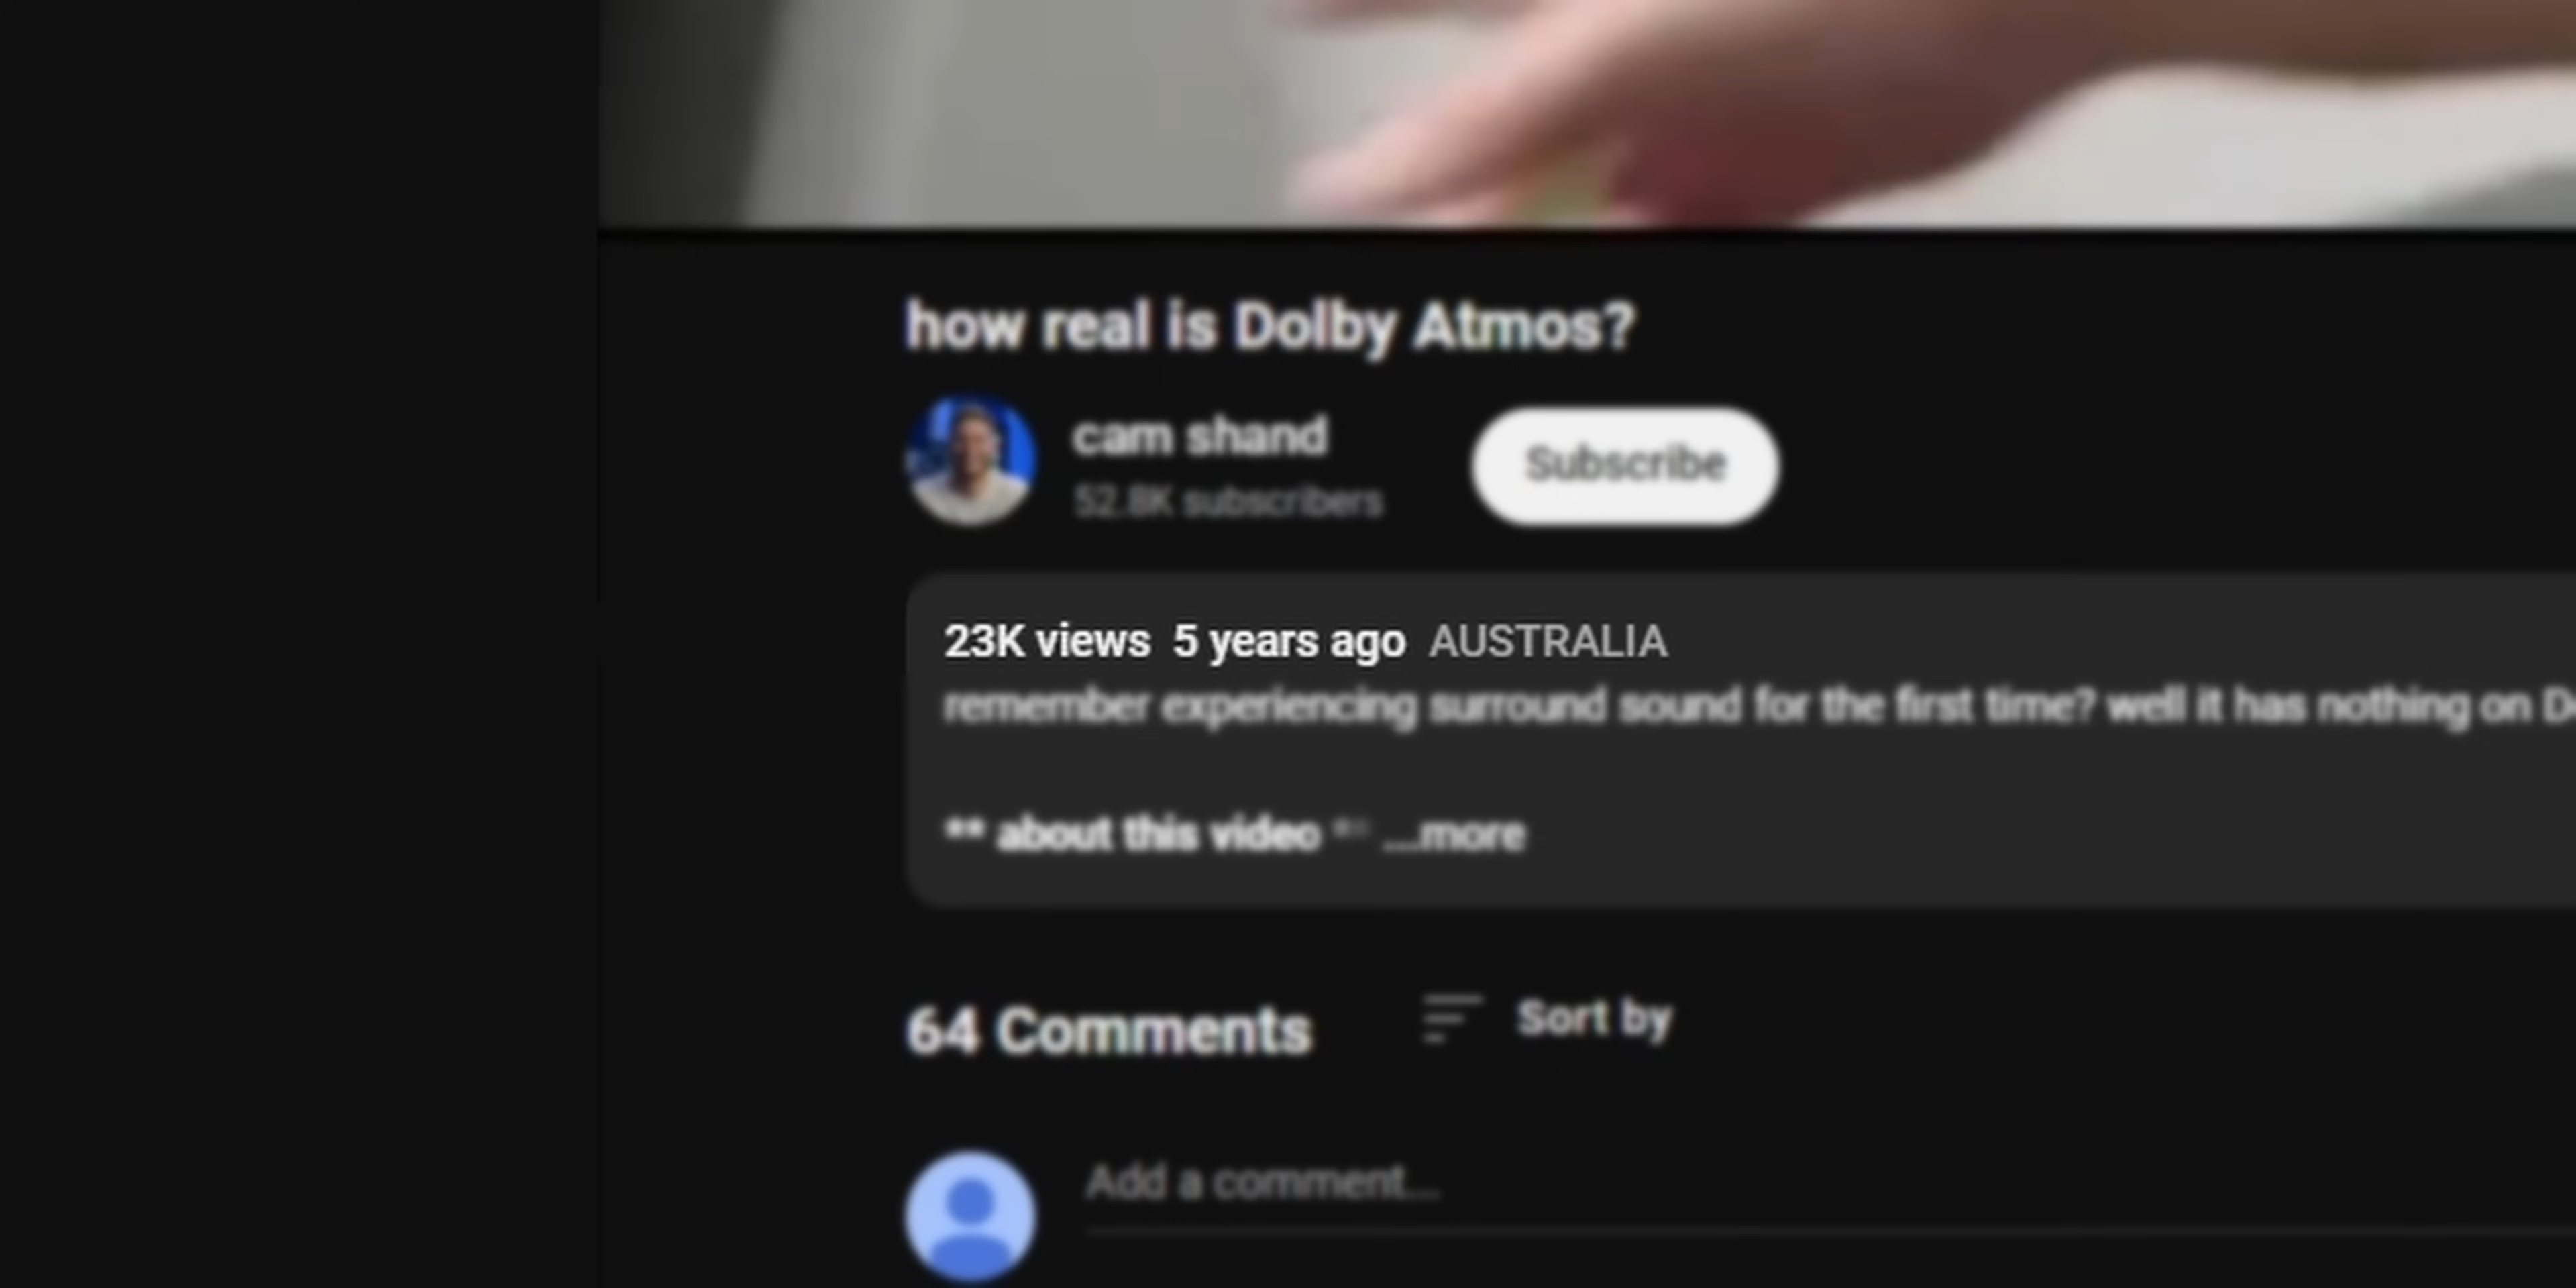 how real is Dolby Atmos?
cam shand
52.8K subscribers
Subscribe
23K views 5 years ago AUSTRALIA
remember experiencing surround sound for the first time? well it has nothing on
** about this video ** ...more
64 Comments
Sort by
Add a comment...